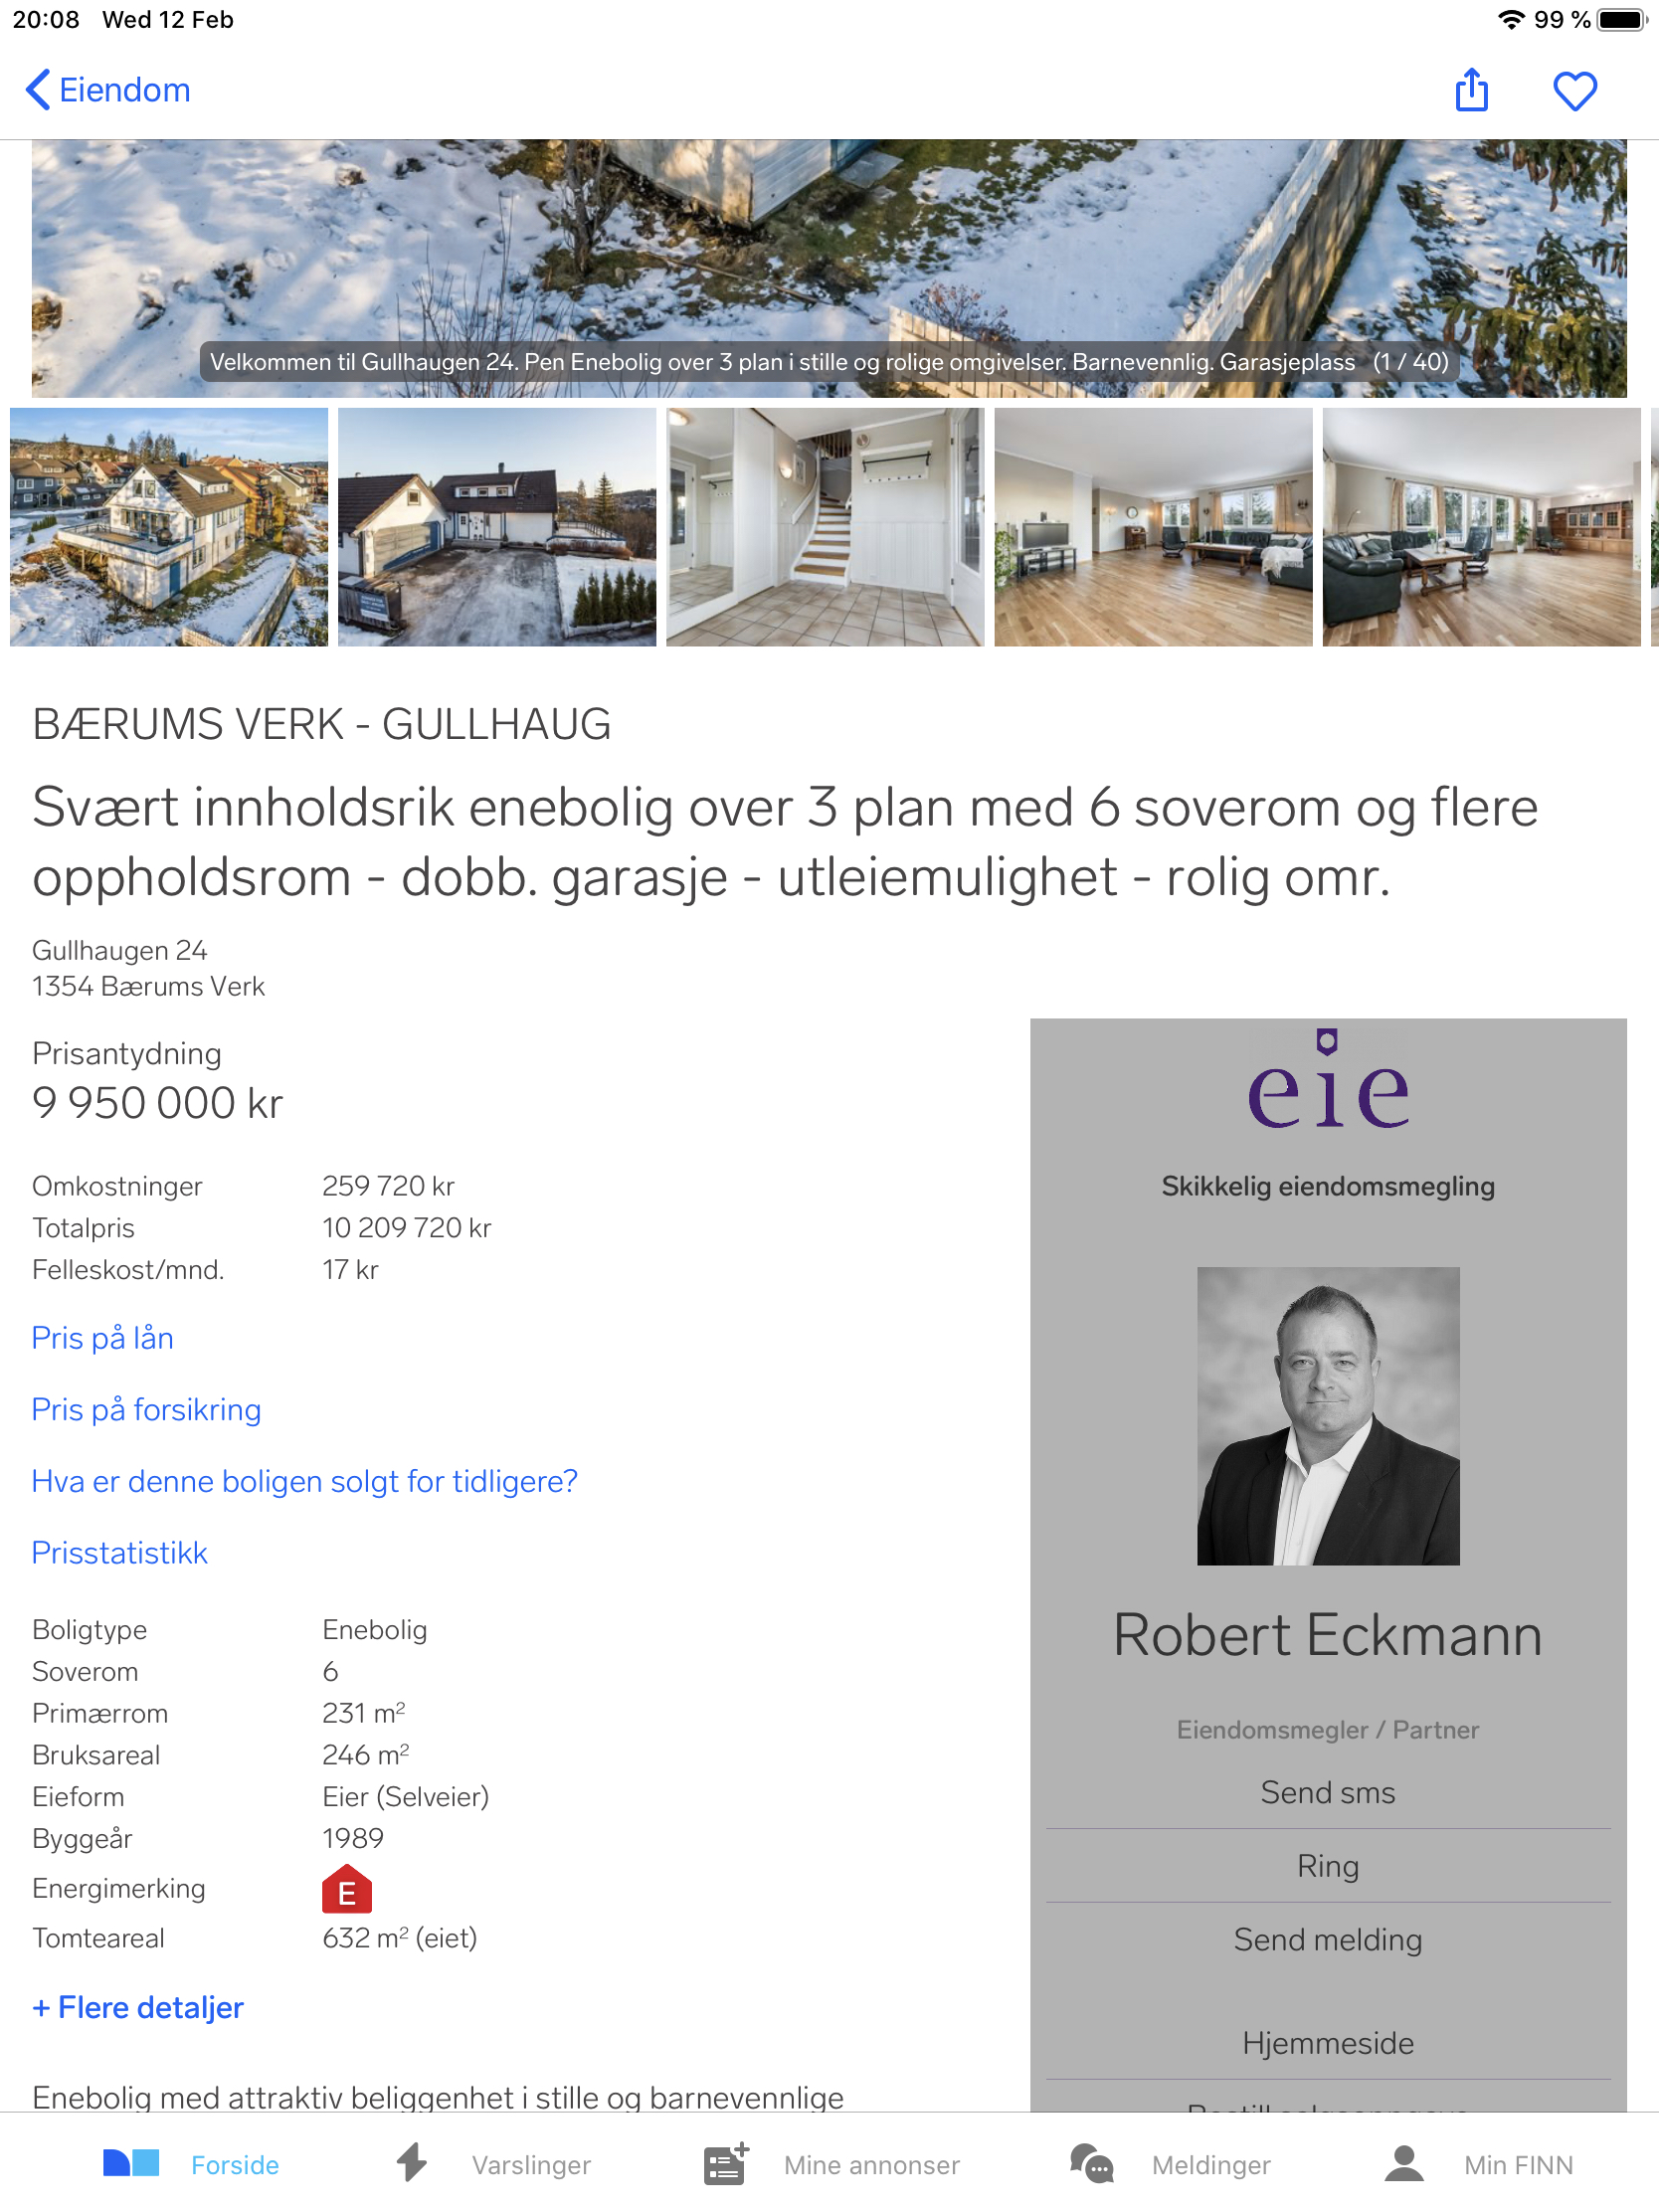 20:08 Wed 12 Feb 99 %
Eiendom
Velkommen til Gullhaugen 24. Pen Enebolig over 3 plan i stille og rolige omgivelser. Barnevennlig. Garasjeplass (1 / 40)
BÆRUMS VERK - GULLHAUG
Svært innholdsrik enebolig over 3 plan med 6 soverom og flere
oppholdsrom - dobb. garasje - utleiemulighet - rolig omr.
Gullhaugen 24
1354 Bærums Verk
Prisantydning
9 950 000 kr
Omkostninger 259 720 kr
Totalpris 10 209 720 kr
Felleskost/mnd. 17 kr
Pris på lån
Pris på forsikring
Hva er denne boligen solgt for tidligere?
Prisstatistikk
Boligtype Enebolig
Soverom 6
Primærrom 231 m²
Bruksareal 246 m²
Eieform Eier (Selveier)
Byggeår 1989
Energimerking E
Tomteareal 632 m² (eiet)
+ Flere detaljer
Enebolig med attraktiv beliggenhet i stille og barnevennlige
eie
Skikkelig eiendomsmegling
Robert Eckmann
Eiendomsmegler / Partner
Send sms
Ring
Send melding
Hjemmeside
Forside Varslinger Mine annonser Meldinger Min FINN